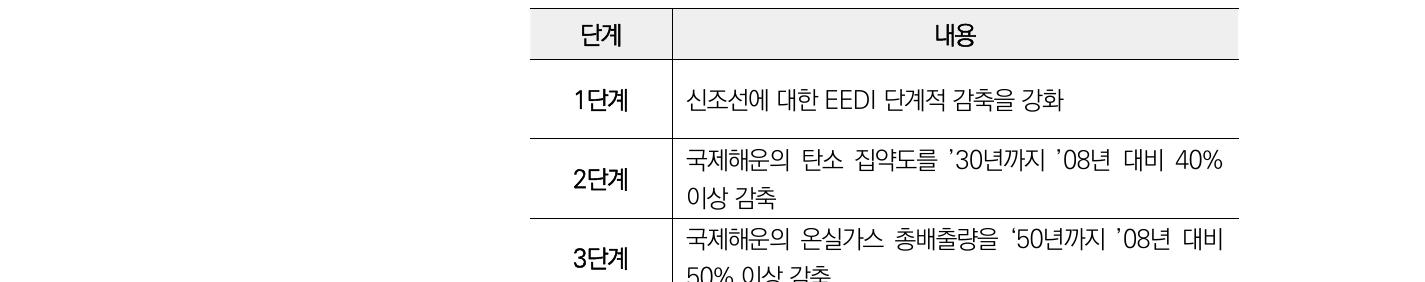 단계 내용
1단계 신조선에 대한 EEDI 단계적 감축을 강화
국제해운의 탄소 집약도를 ’30년까지 ’08년 대비 40%
2단계
이상 감축
국제해운의 온실가스 총배출량을 ‘50년까지 ’08년 대비
3단계
50% 이상 감축